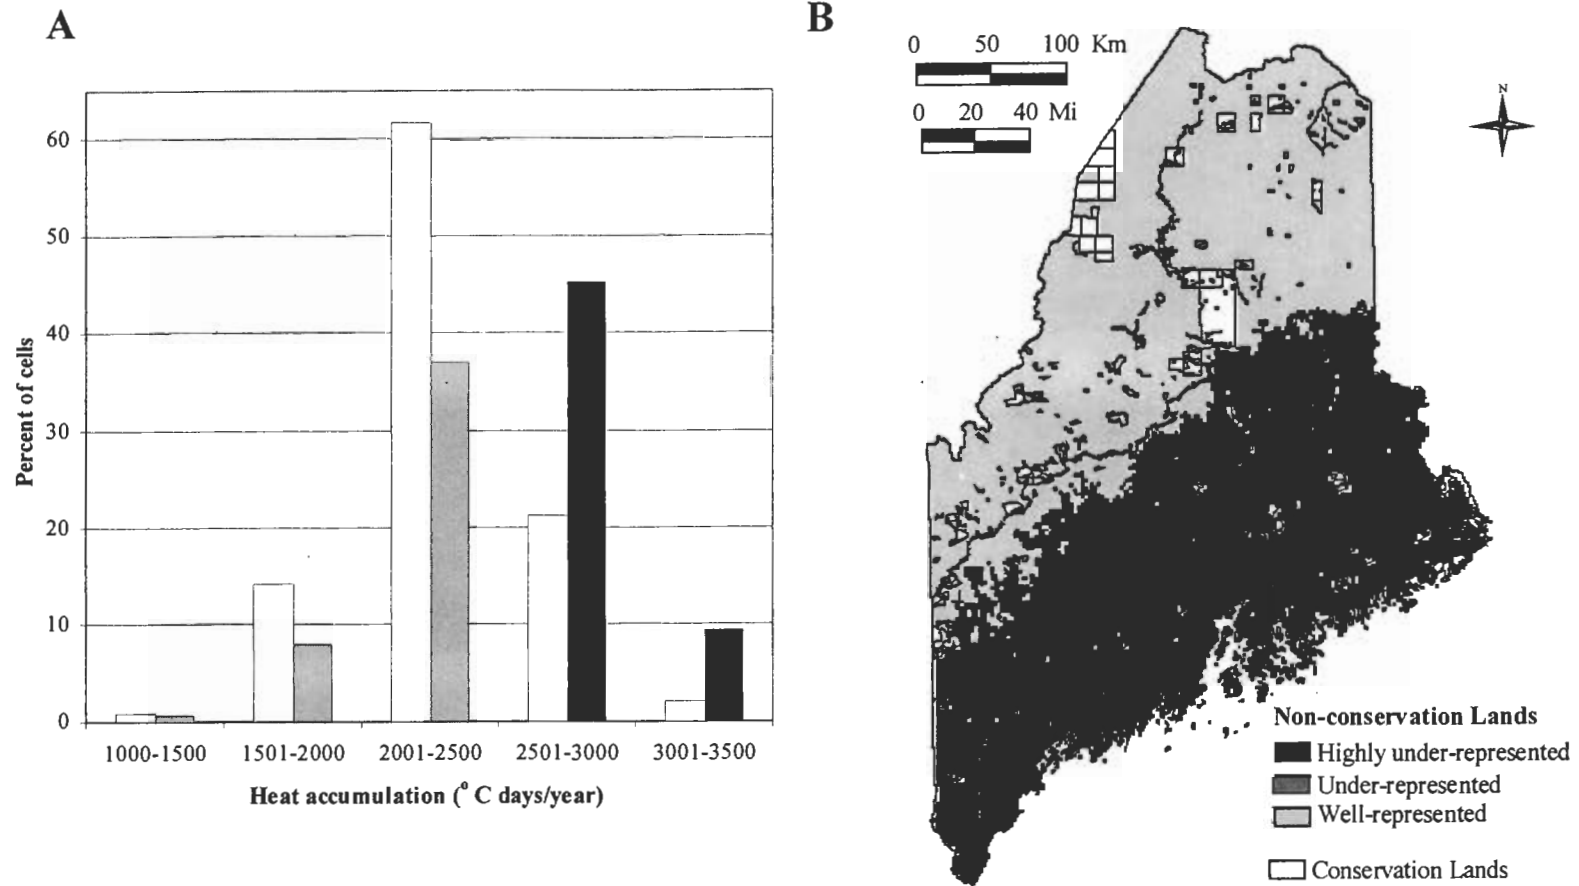 A
60
50
40
30
20
10
0
Percent of cells
1000-1500 1501-2000 2001-2500 2501-3000 3001-3500
Heat accumulation (° C days/year)
B
0 50 100 Km
0 20 40 Mi
N
Non-conservation Lands
Highly under-represented
Under-represented
Well-represented
Conservation Lands